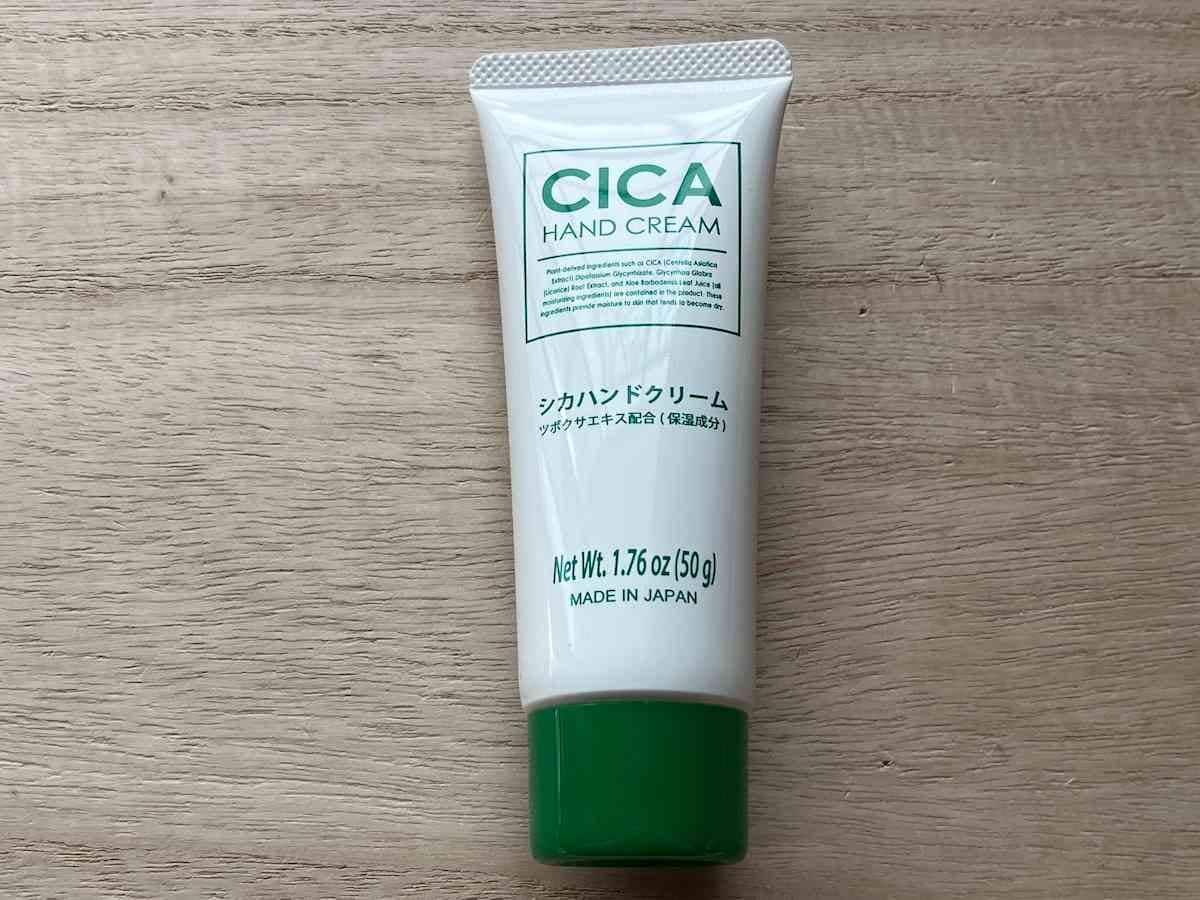 CICA
HAND CREAM
Plant-derived ingredients such as CICA (Centella Asiatica
Extract) Dipotassium Glycyrrhizate, Glycyrrhiza Glabra
(Licorice) Root Extract, and Aloe Barbadensis Leaf Juice (all
moisturizing ingredients) are contained in the product. These
ingredients provide moisture to skin that tends to become dry.
シカハンドクリーム
ツボクサエキス配合 ( 保湿成分 )
Net Wt. 1.76 oz (50 g)
MADE IN JAPAN